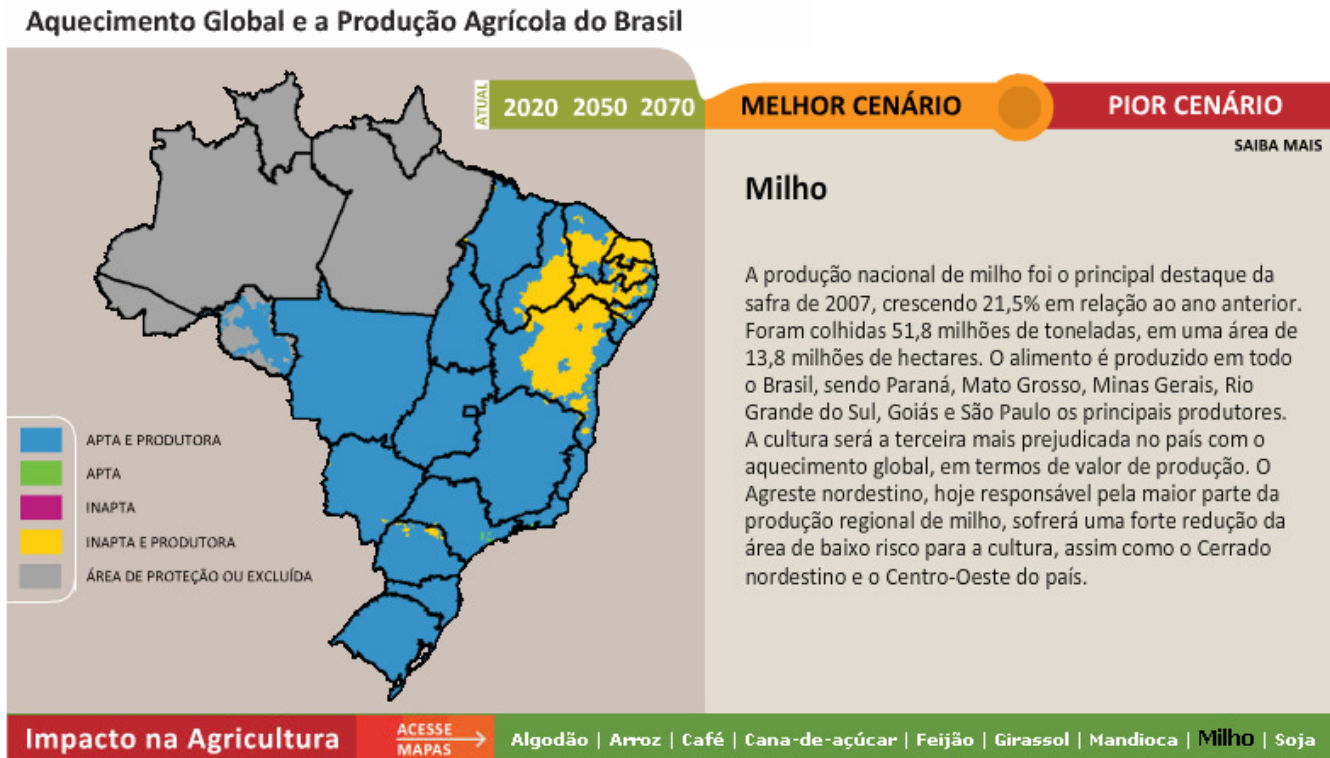 Aquecimento Global e a Produção Agrícola do Brasil
ATUAL
2020 2050 2070
MELHOR CENÁRIO
PIOR CENÁRIO
SAIBA MAIS
Milho
A produção nacional de milho foi o principal destaque da
safra de 2007, crescendo 21,5% em relação ao ano anterior.
Foram colhidas 51,8 milhões de toneladas, em uma área de
13,8 milhões de hectares. O alimento é produzido em todo
o Brasil, sendo Paraná, Mato Grosso, Minas Gerais, Rio
Grande do Sul, Goiás e São Paulo os principais produtores.
A cultura será a terceira mais prejudicada no país com o
aquecimento global, em termos de valor de produção. O
Agreste nordestino, hoje responsável pela maior parte da
produção regional de milho, sofrerá uma forte redução da
área de baixo risco para a cultura, assim como o Cerrado
nordestino e o Centro-Oeste do país.
APTA E PRODUTORA
APTA
INAPTA
INAPTA E PRODUTORA
ÁREA DE PROTEÇÃO OU EXCLUÍDA
Impacto na Agricultura
ACESSE
MAPAS
Algodão | Arroz | Café | Cana-de-açúcar | Feijão | Girassol | Mandioca | Milho | Soja